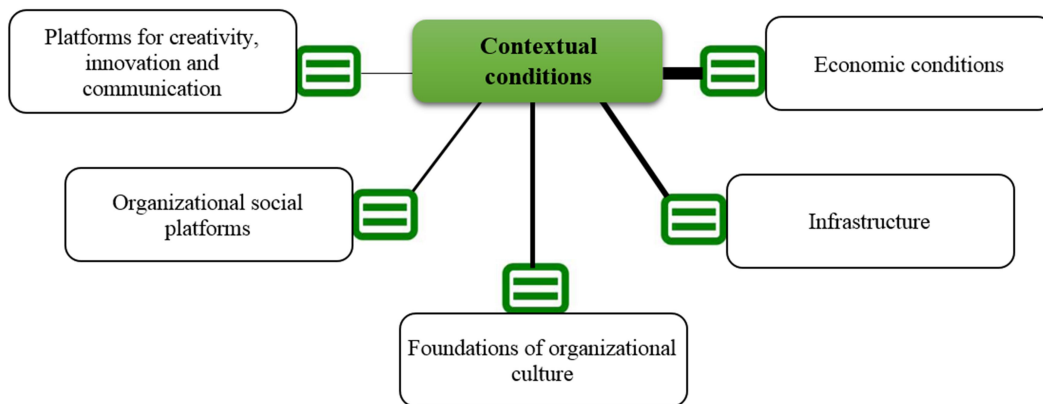 Platforms for creativity,
innovation and
communication
Contextual
conditions
Economic conditions
Organizational social
platforms
Infrastructure
Foundations of organizational
culture